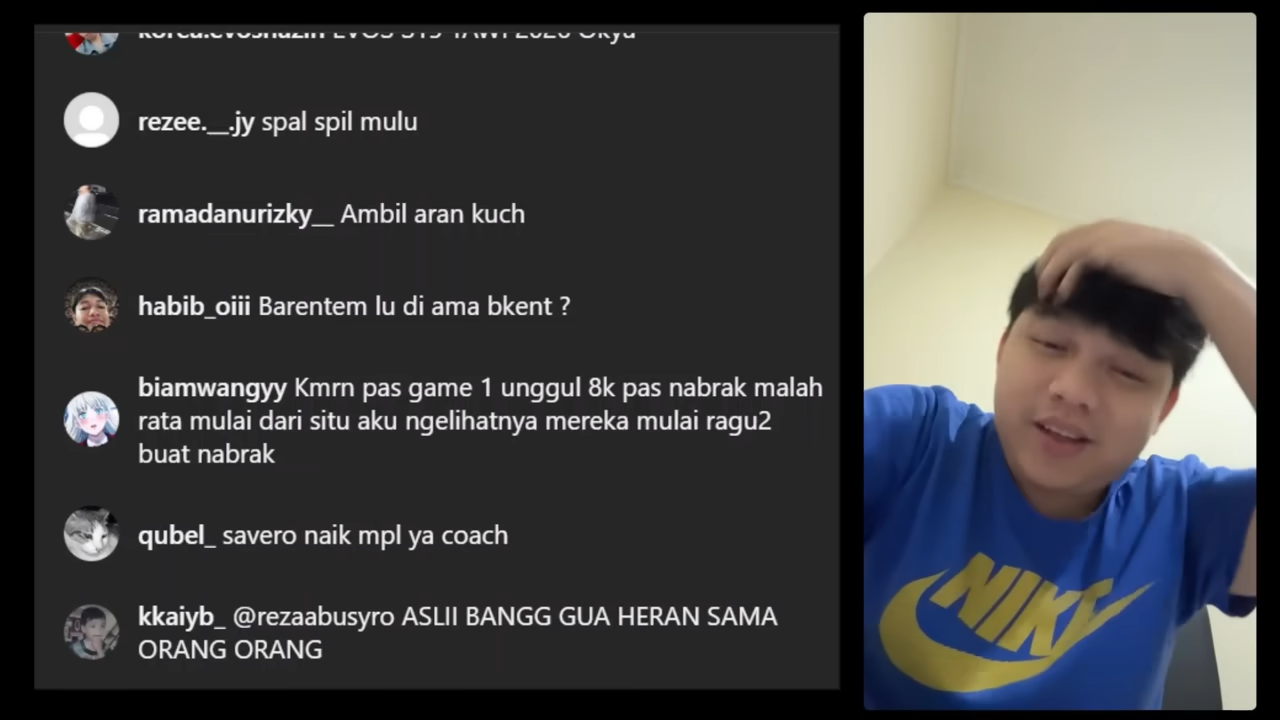 rezee.__.jy spal spil mulu
ramadanurizky__ Ambil aran kuch
habib_oiii Barentem lu di ama bkent ?
biamwangyy Kmrn pas game 1 unggul 8k pas nabrak malah
rata mulai dari situ aku ngelihatnya mereka mulai ragu2
buat nabrak
qubel_ savero naik mpl ya coach
kkaiyb_ @rezaabusyro ASLII BANGG GUA HERAN SAMA
ORANG ORANG
NIKE